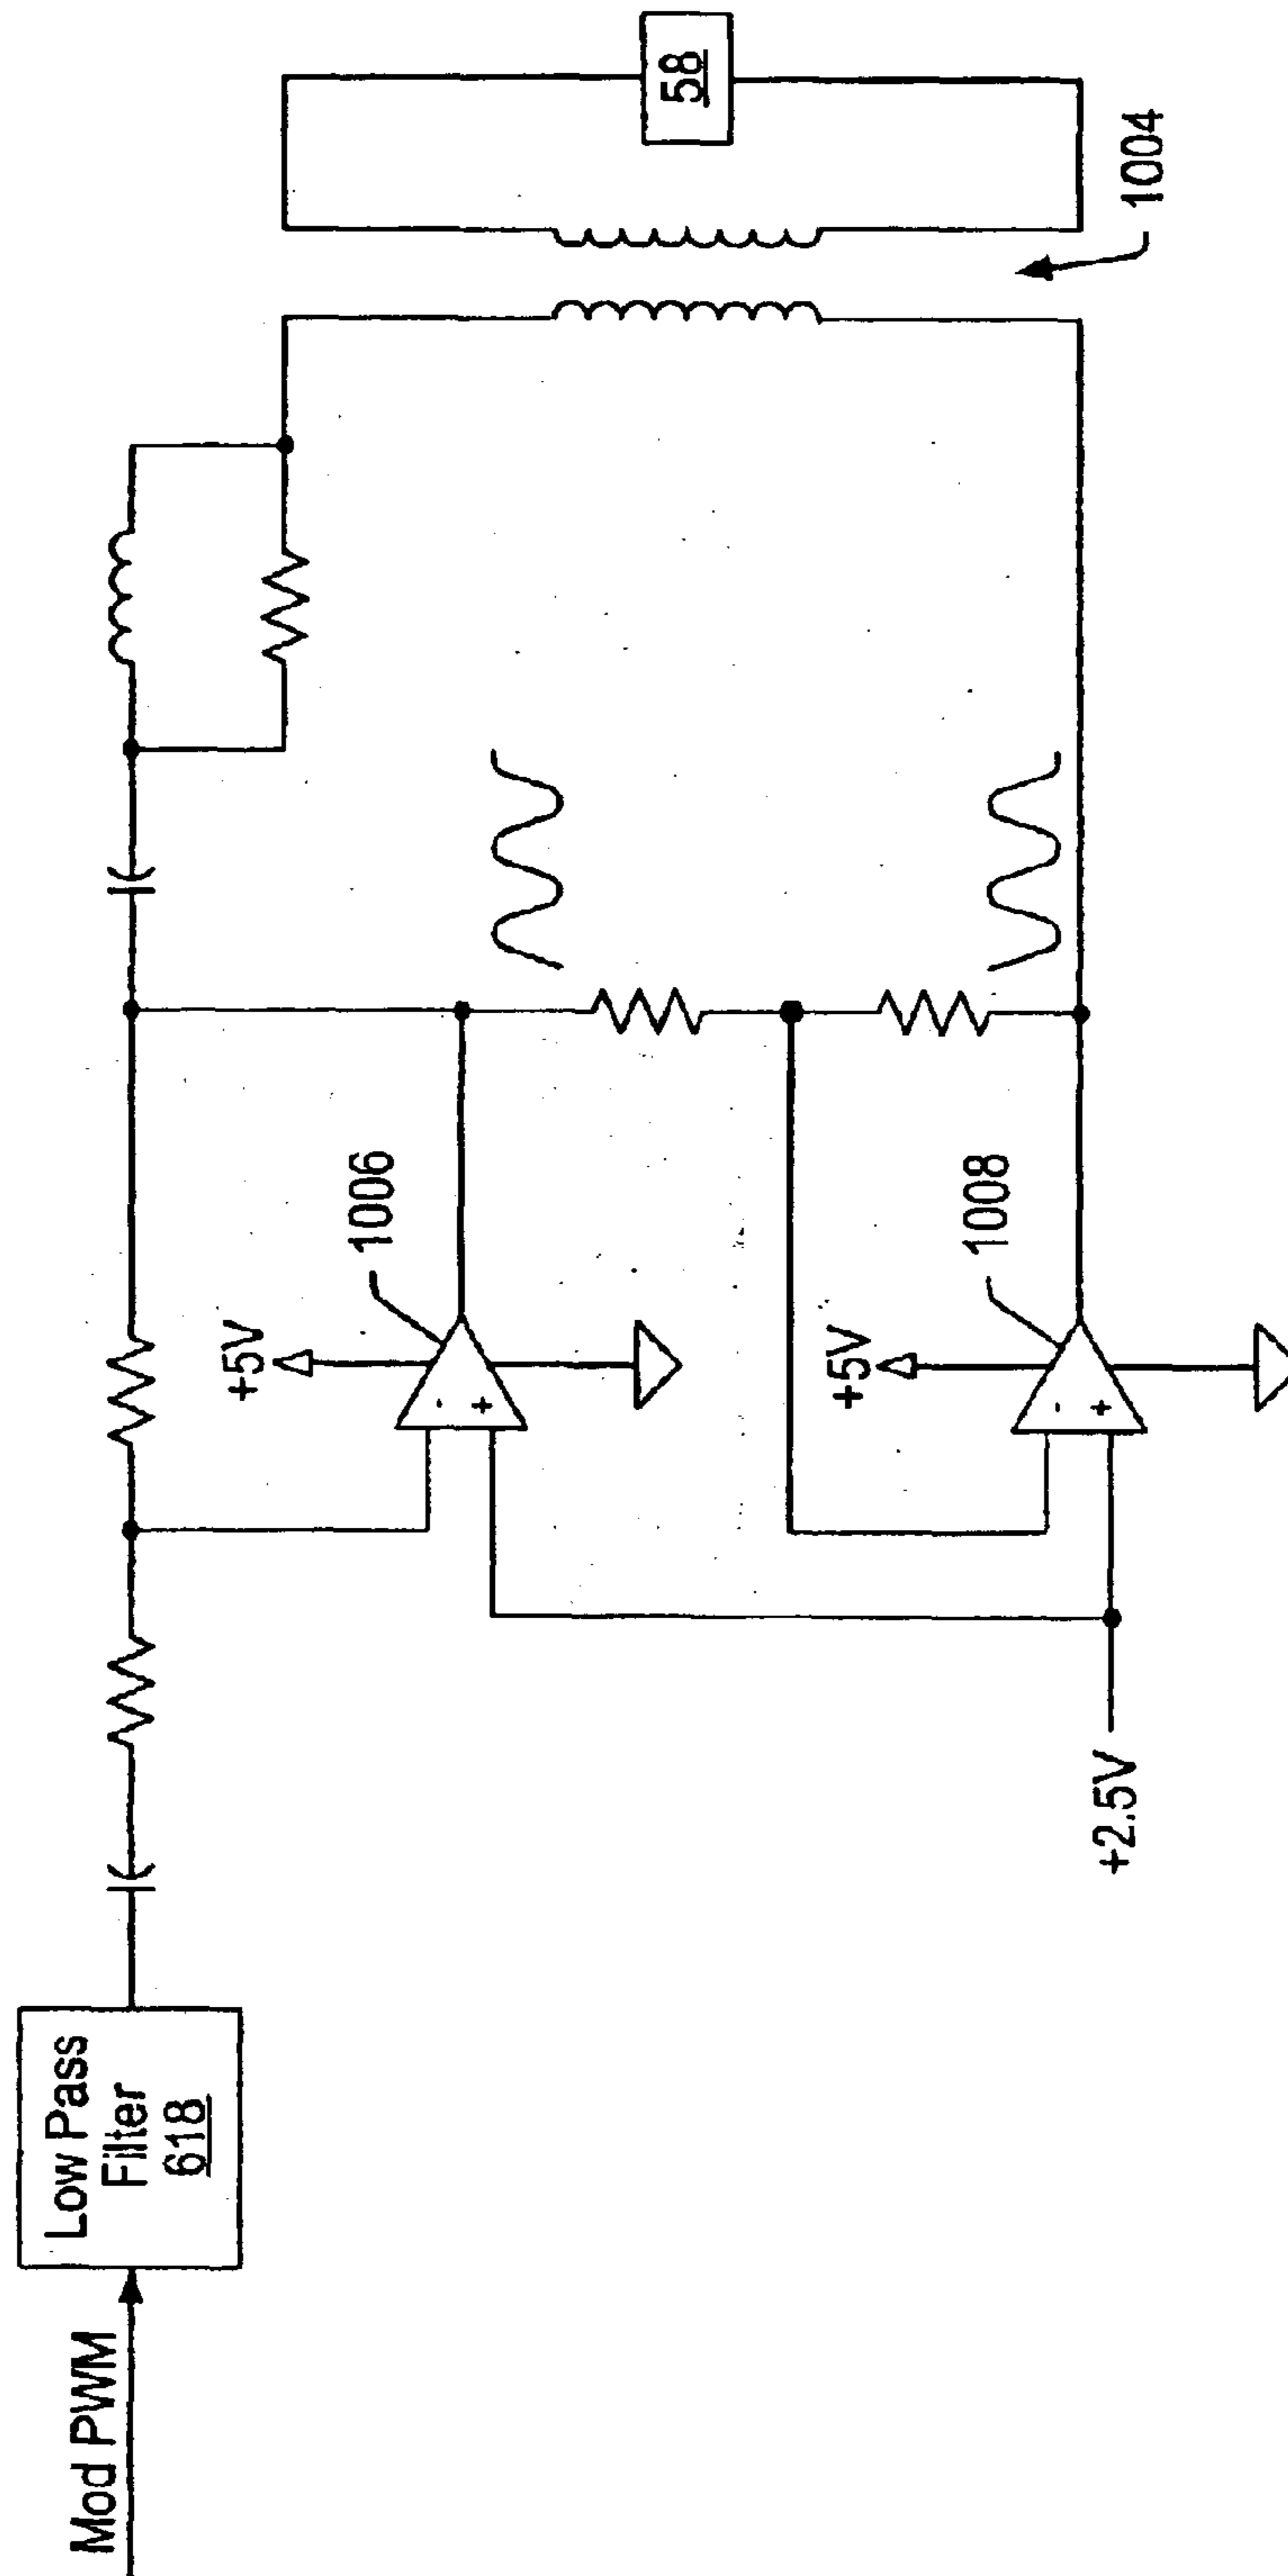 Mod PWM
Low Pass
Filter
618
+2.5V
+5V
1006
-
+
+5V
1008
-
+
1004
58